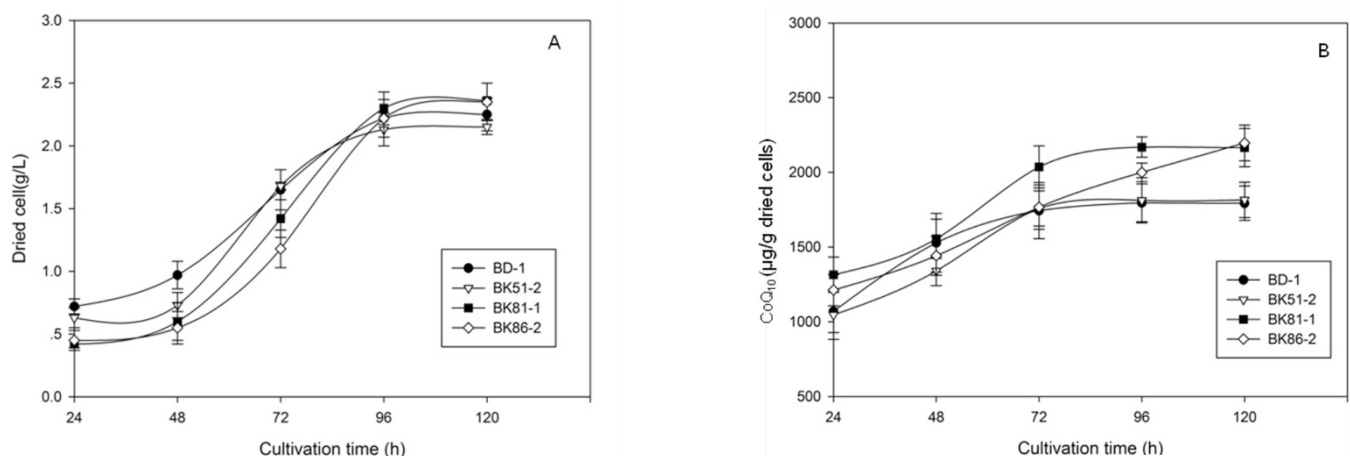 A
Dried cell(g/L)
3.0
2.5
2.0
1.5
1.0
.5
0.0
24 48 72 96 120
Cultivation time (h)
BD-1
BK51-2
BK81-1
BK86-2
B
CoQ10 (µg/g dried cells)
3000
2500
2000
1500
1000
500
24 48 72 96 120
Cultivation time (h)
BD-1
BK51-2
BK81-1
BK86-2